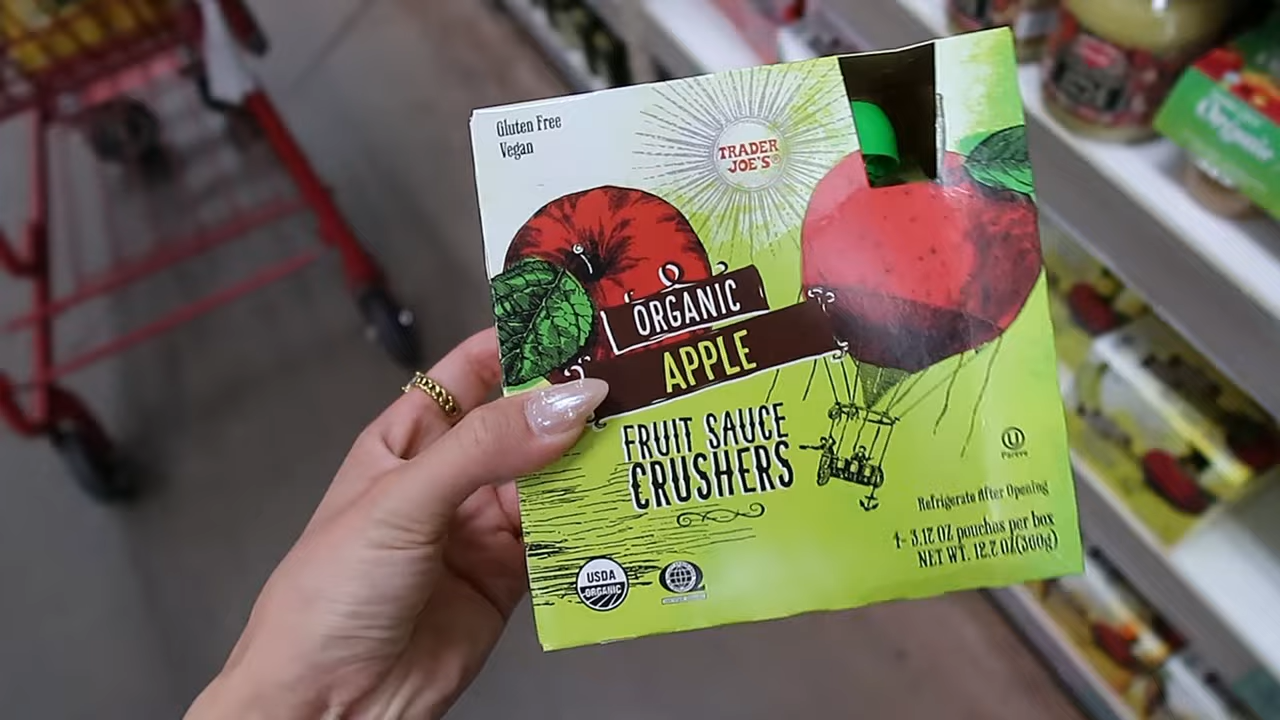 Gluten Free
Vegan
TRADER
JOE'S®
ORGANIC
APPLE
FRUIT SAUCE
CRUSHERS
U
Pareve
Refrigerate After Opening
4- 3.17 OZ pouches per box
NET WT. 12.7 OZ(360g)
USDA
ORGANIC
Organic